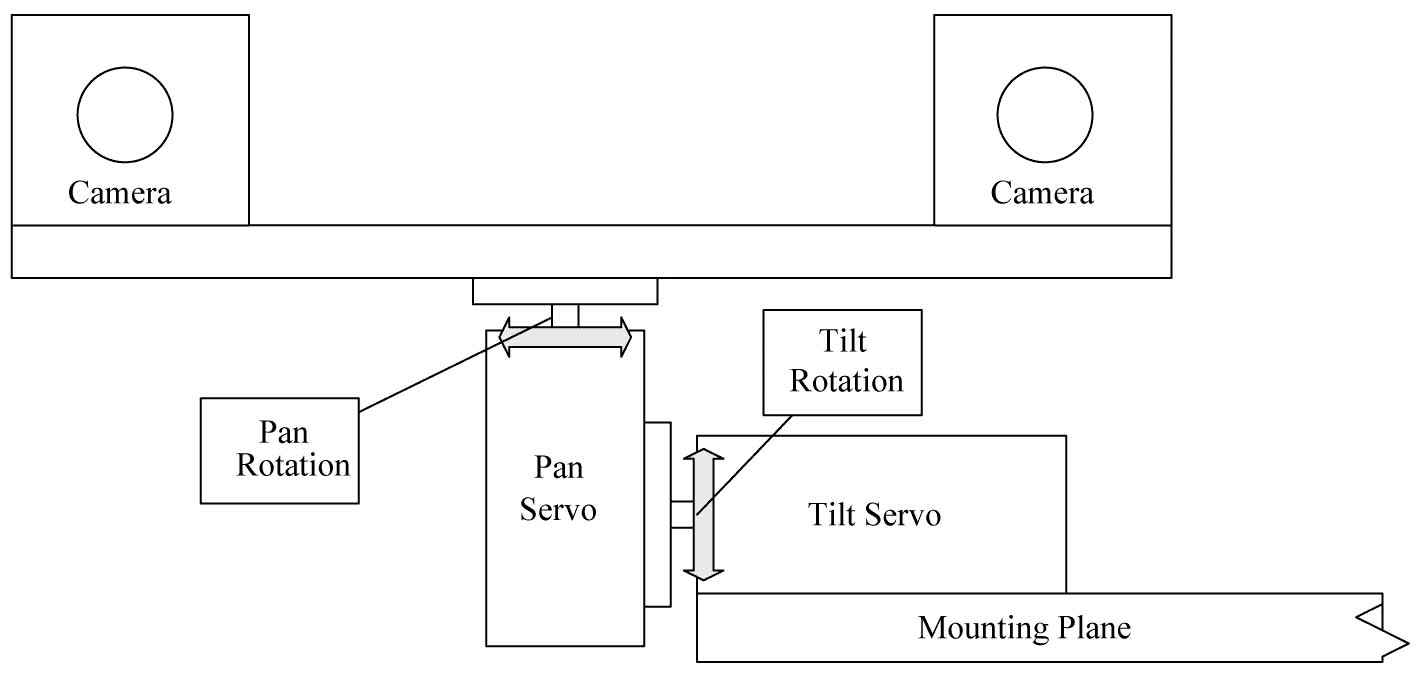 Camera
Camera
Tilt
Rotation
Pan
Rotation
Pan
Servo
Tilt Servo
Mounting Plane